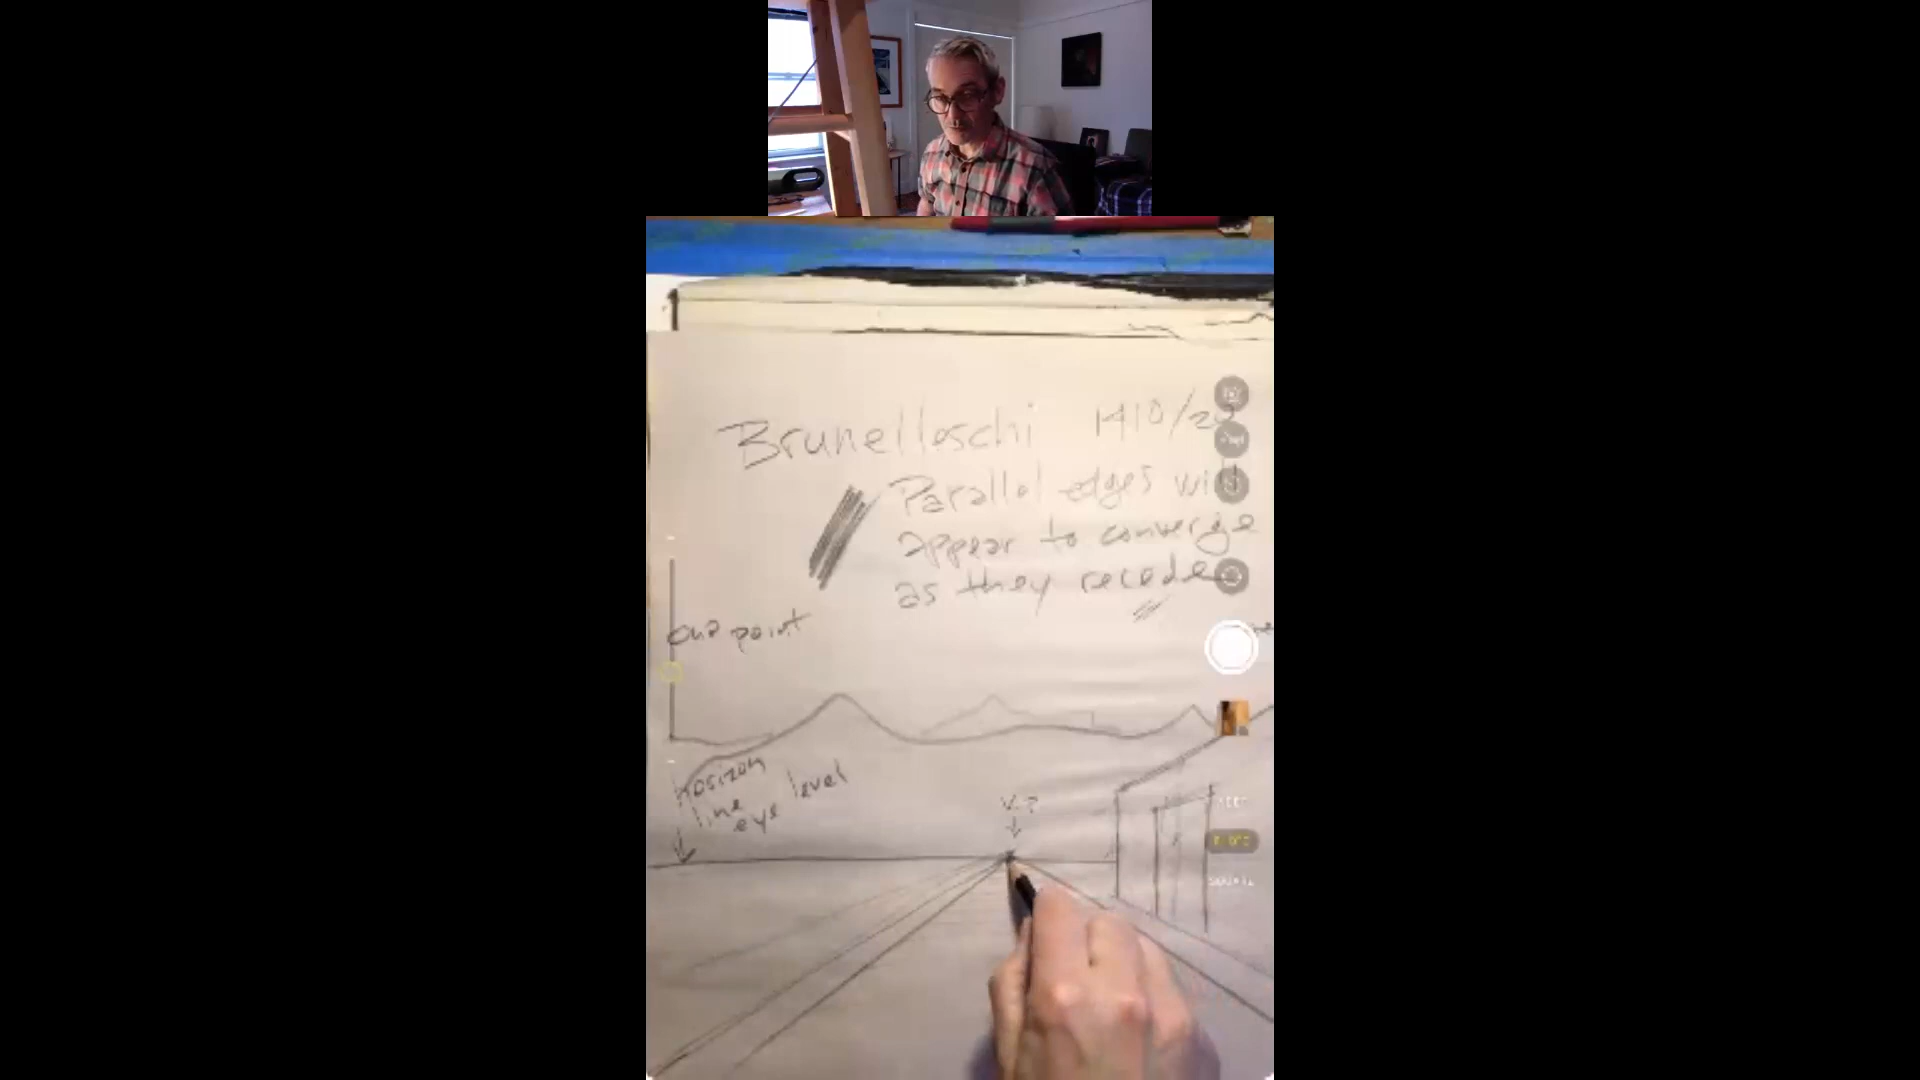 Brunelleschi 1410/20
Parallel edges will
appear to converge
as they recede
one point
horizon
line
eye level
V.P